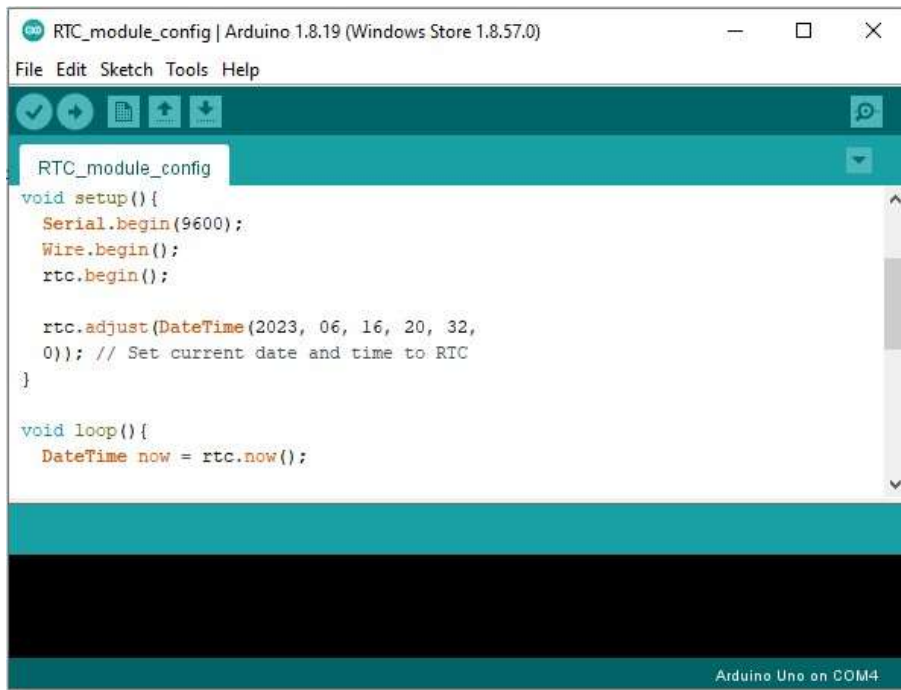 RTC_module_config | Arduino 1.8.19 (Windows Store 1.8.57.0)
File Edit Sketch Tools Help
RTC_module_config
void setup(){
  Serial.begin(9600);
  Wire.begin();
  rtc.begin();
  rtc.adjust(DateTime(2023, 06, 16, 20, 32,
  0)); // Set current date and time to RTC
}
void loop(){
  DateTime now = rtc.now();
Arduino Uno on COM4